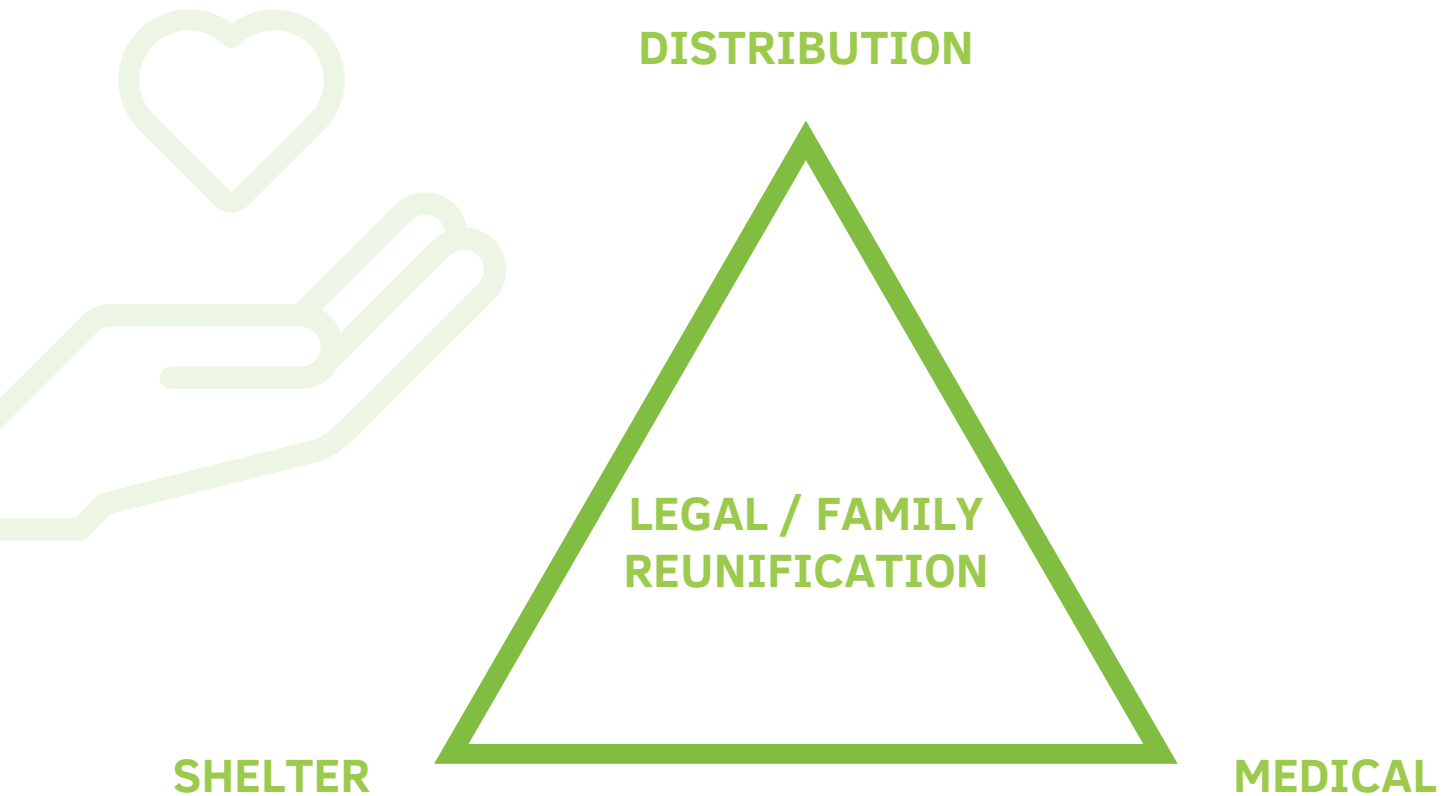 DISTRIBUTION
LEGAL / FAMILY
REUNIFICATION
SHELTER
MEDICAL